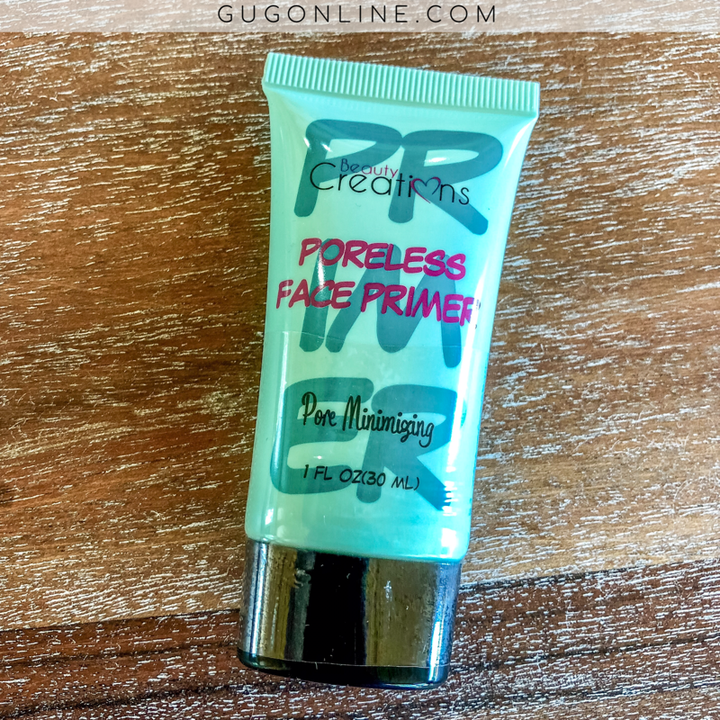 GUGONLINE.COM
PR
Beauty
Creations
PORELESS
FACE PRIMER
IM
ER
Pore Minimizing
1 FL OZ(30 ML)